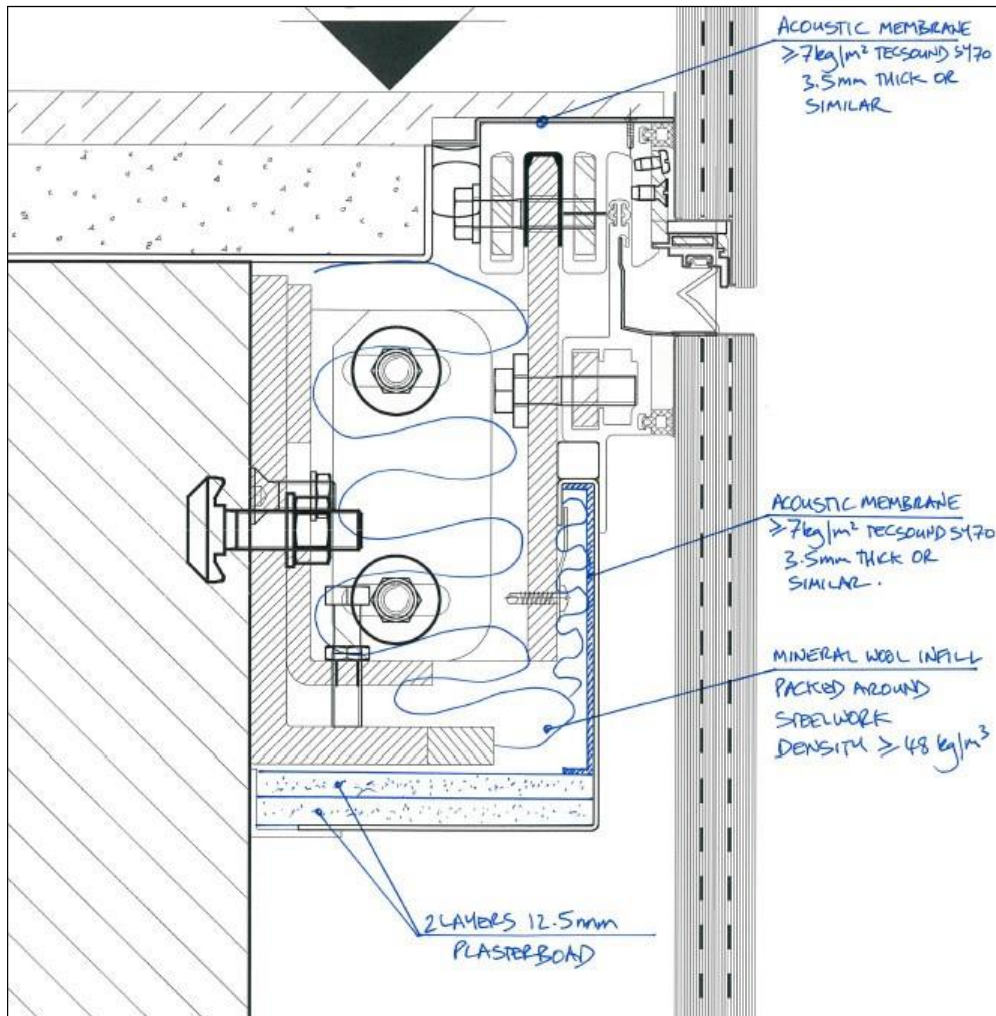 ACOUSTIC MEMBRANE
≥7kg/m² TECSOUND SY70
3.5mm THICK OR
SIMILAR
ACOUSTIC MEMBRANE
≥7kg/m² TECSOUND SY70
3.5mm THICK OR
SIMILAR.
MINERAL WOOL INFILL
PACKED AROUND
STEELWORK
DENSITY ≥ 48 kg/m³
2 LAYERS 12.5mm
PLASTERBOAD